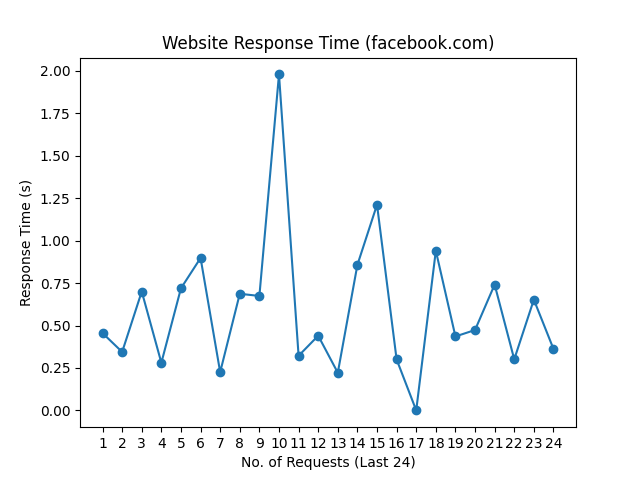 Website Response Time (facebook.com)
2.00
1.75
1.50
1.25
1.00
0.75
0.50
0.25
0.00
Response Time (s)
1 2 3 4 5 6 7 8 9 10 11 12 13 14 15 16 17 18 19 20 21 22 23 24
No. of Requests (Last 24)